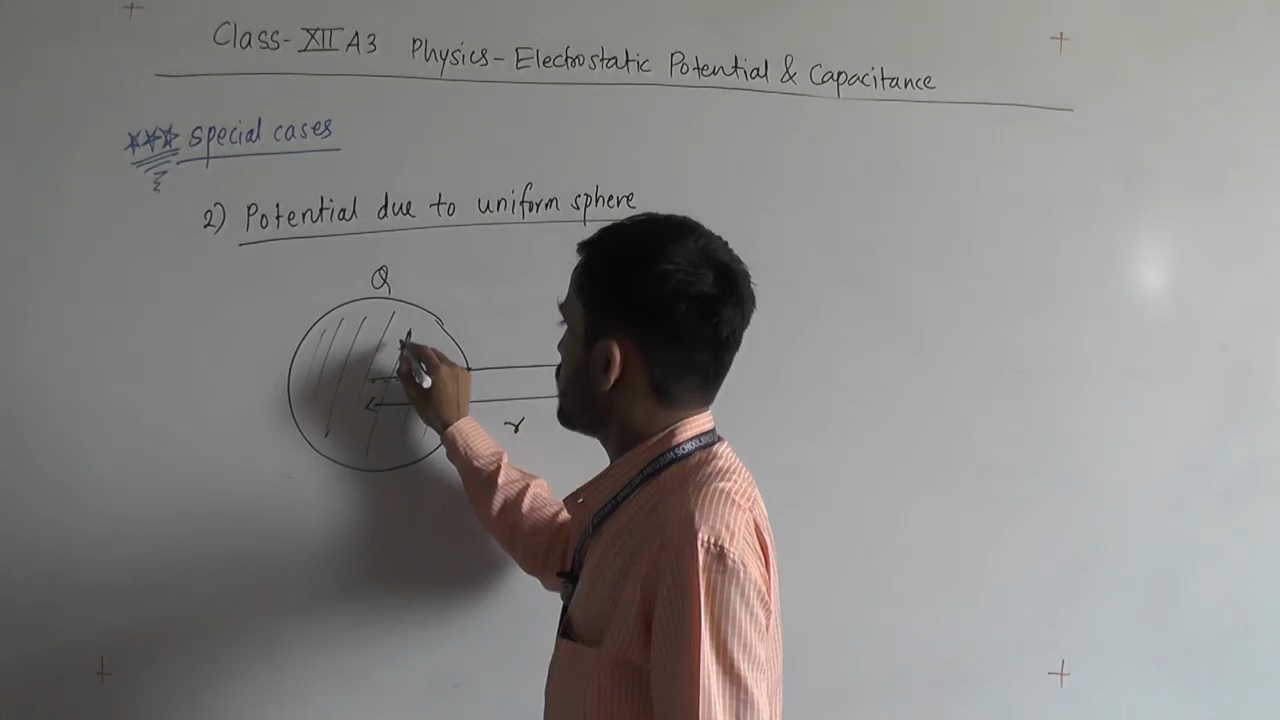 Class-XII A3 Physics-Electrostatic Potential & Capacitance
special cases
2) Potential due to uniform sphere
Q
r